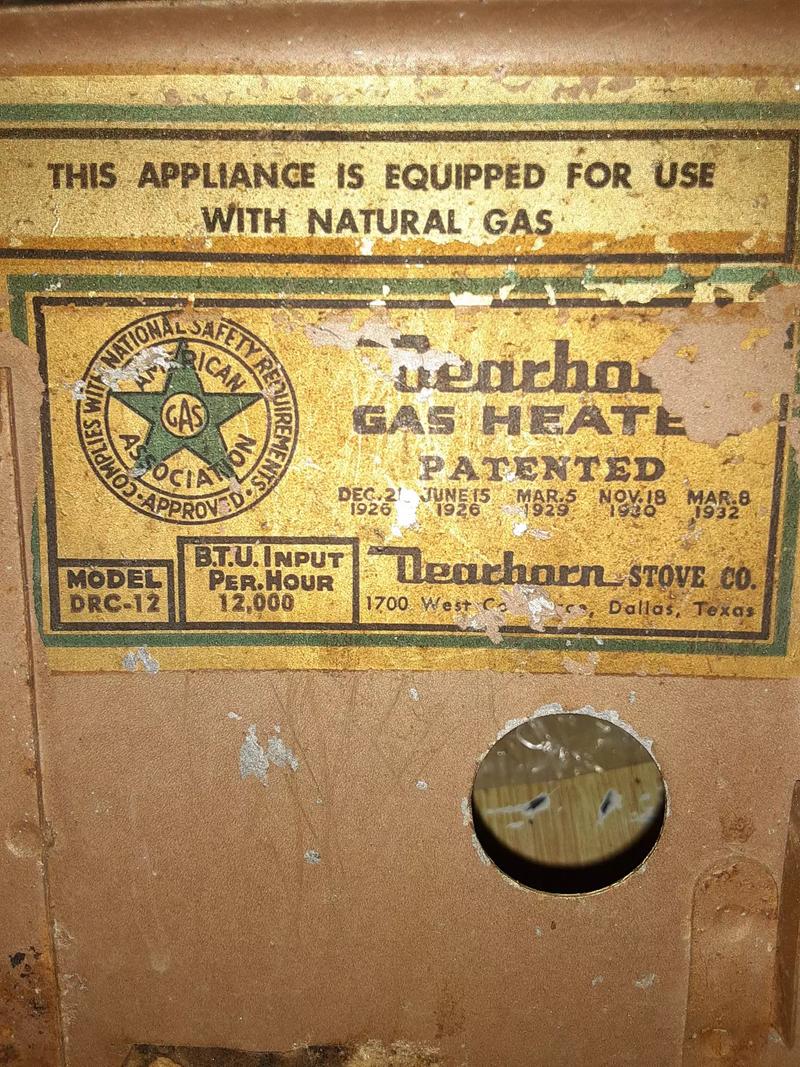 THIS APPLIANCE IS EQUIPPED FOR USE
WITH NATURAL GAS
COMPLIES WITH NATIONAL SAFETY REQUIREMENTS
AMERICAN
GAS
ASSOCIATION
APPROVED
Dearborn
GAS HEATE
PATENTED
DEC. JUNE 15 MAR. 5 NOV. 18 MAR. 8
1926 1926 1929 1930 1932
MODEL
DRC-12
B.T.U. INPUT
PER. HOUR
12,000
Dearborn STOVE CO.
1700 West Dallas, Texas